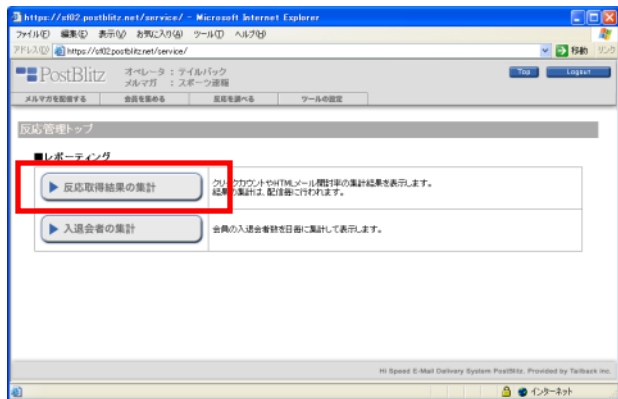 https://sf02.postblitz.net/service/ - Microsoft Internet Explorer
ファイル(F) 編集(E) 表示(V) お気に入り(A) ツール(T) ヘルプ(H)
アドレス(D) https://sf02.postblitz.net/service/ 移動 リンク
PostBlitz オペレータ : テイルバック
メルマガ : スポーツ速報
Top Logout
メルマガを配信する 会員を集める 反応を調べる ツールの設定
反応管理トップ
■レポーティング
反応取得結果の集計
クリックカウントやHTMLメール開封率の集計結果を表示します。
結果の集計は、配信毎に行われます。
入退会者の集計
会員の入退会者数を日毎に集計して表示します。
Hi Speed E-Mail Delivery System PostBlitz. Provided by Tailback inc.
インターネット